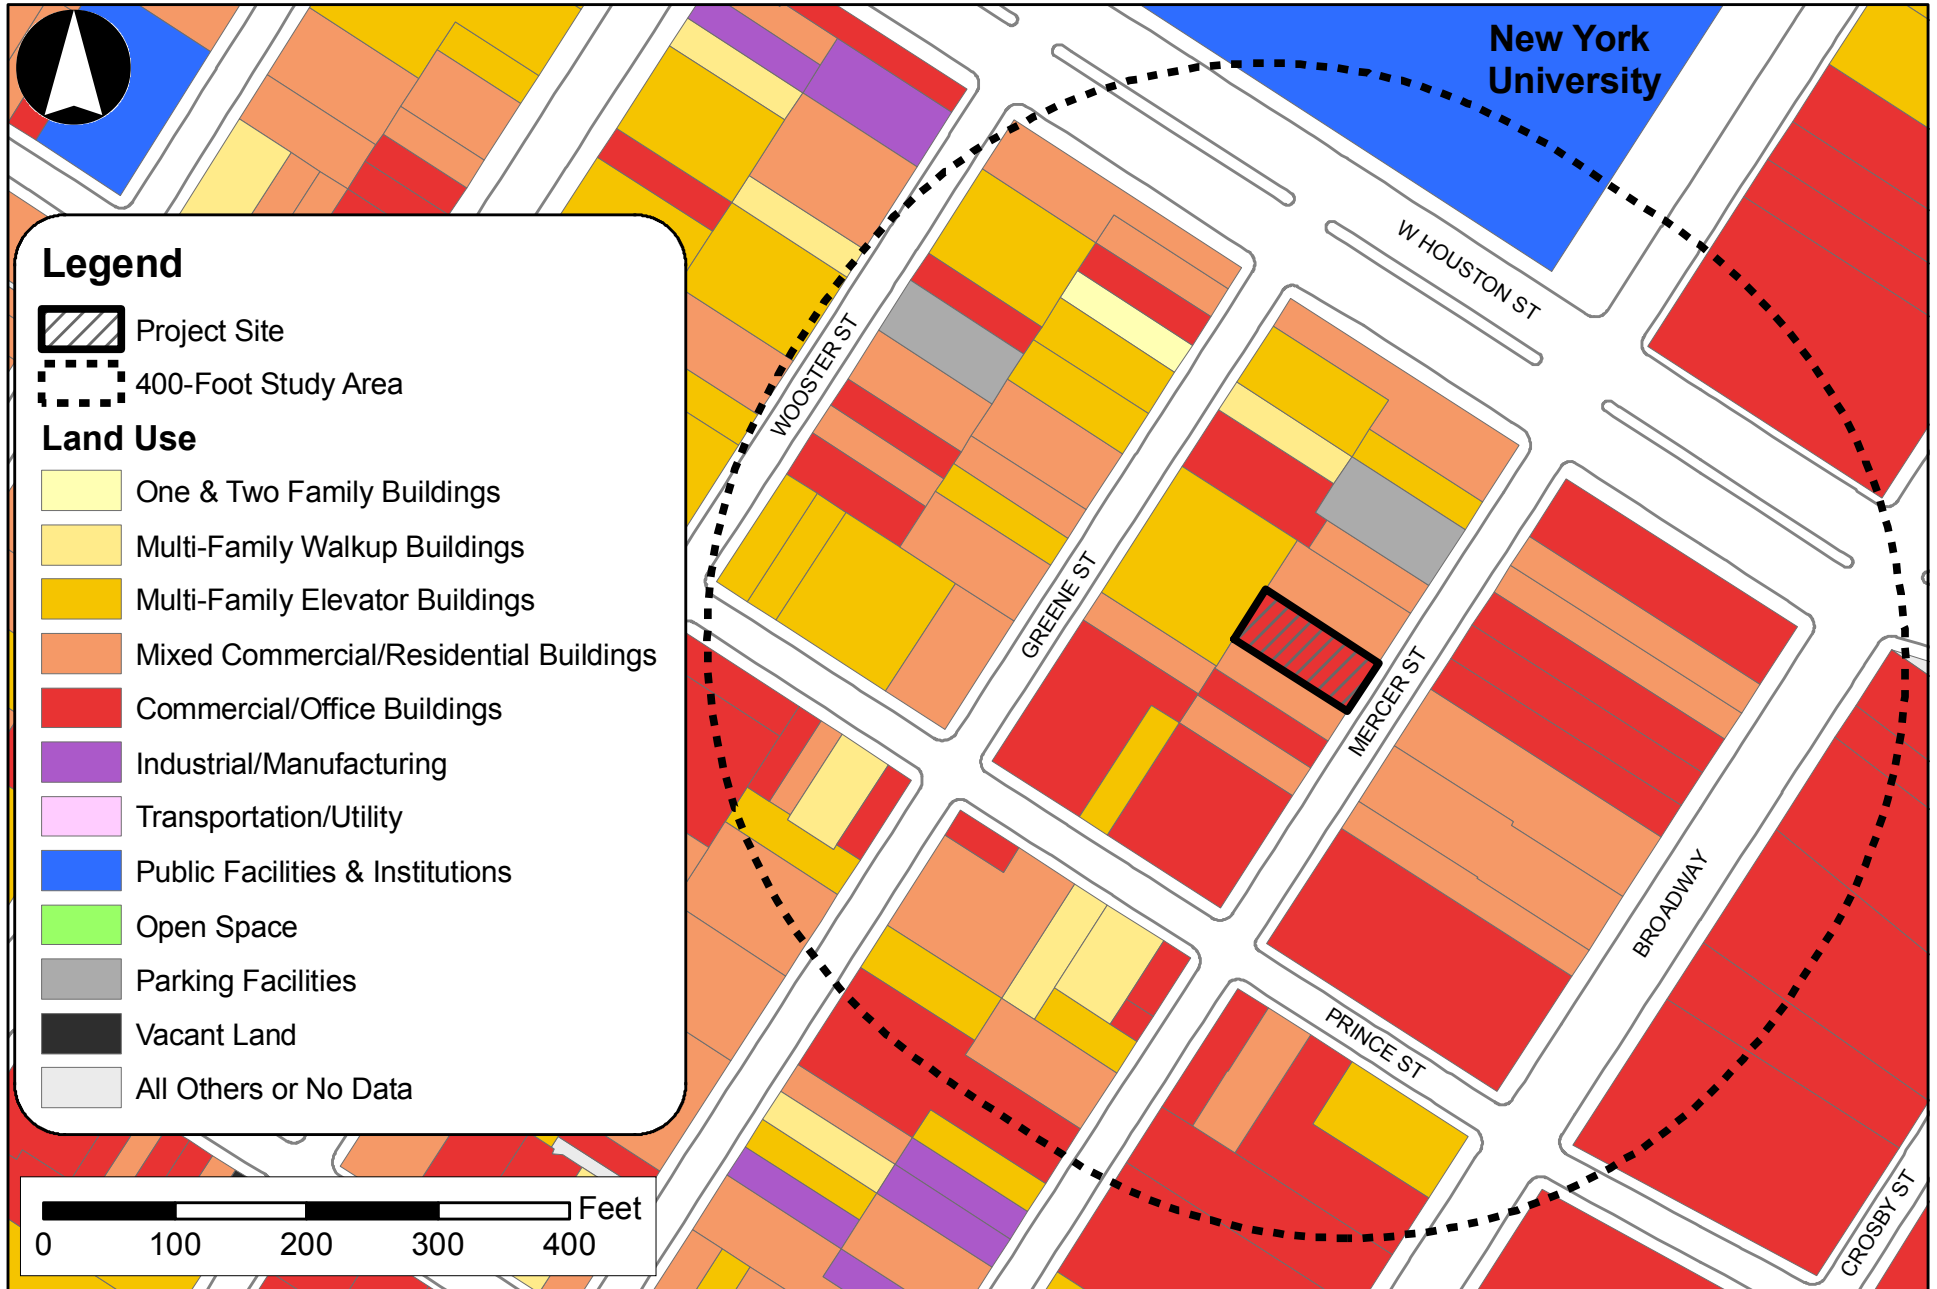 New York
University
W HOUSTON ST
WOOSTER ST
GREENE ST
MERCER ST
BROADWAY
PRINCE ST
CROSBY ST
Legend
Project Site
400-Foot Study Area
Land Use
One & Two Family Buildings
Multi-Family Walkup Buildings
Multi-Family Elevator Buildings
Mixed Commercial/Residential Buildings
Commercial/Office Buildings
Industrial/Manufacturing
Transportation/Utility
Public Facilities & Institutions
Open Space
Parking Facilities
Vacant Land
All Others or No Data
Feet
0 100 200 300 400